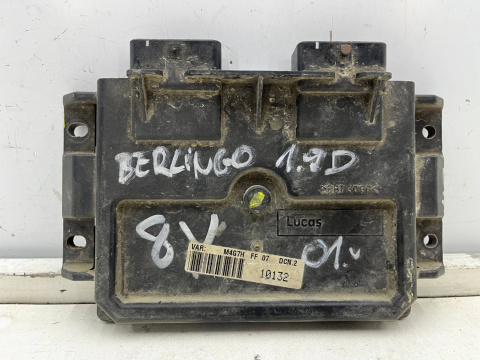 BERLINGO 1.9D
Lucas
8V 01.
VAR: M4G7H FF 07 DCN.2
10132